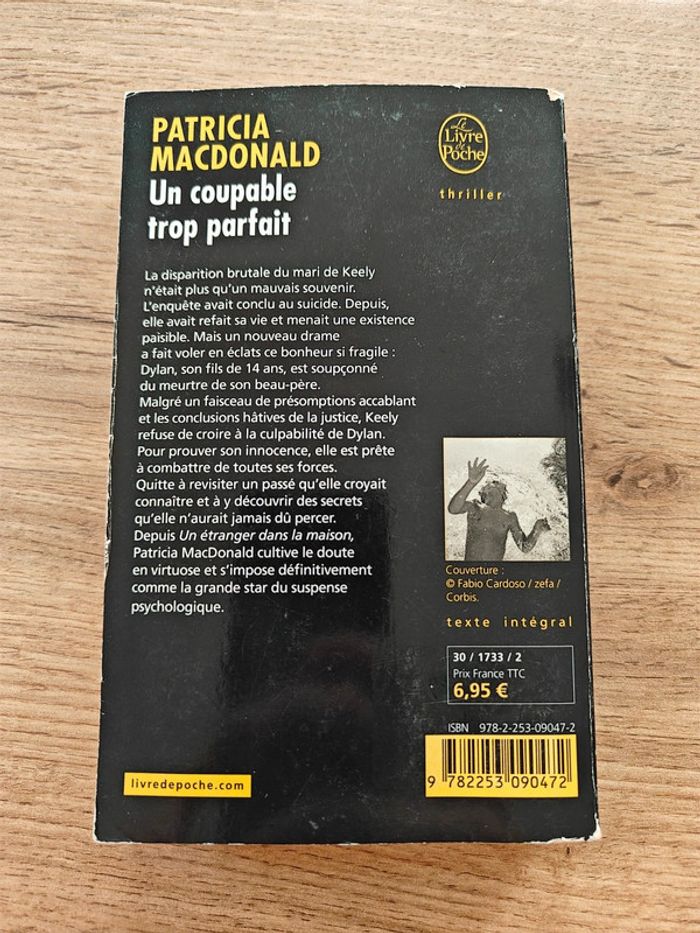 PATRICIA
MACDONALD
Un coupable
trop parfait
Le
Livre
de
Poche
thriller
La disparition brutale du mari de Keely
n'était plus qu'un mauvais souvenir.
L'enquête avait conclu au suicide. Depuis,
elle avait refait sa vie et menait une existence
paisible. Mais un nouveau drame
a fait voler en éclats ce bonheur si fragile :
Dylan, son fils de 14 ans, est soupçonné
du meurtre de son beau-père.
Malgré un faisceau de présomptions accablant
et les conclusions hâtives de la justice, Keely
refuse de croire à la culpabilité de Dylan.
Pour prouver son innocence, elle est prête
à combattre de toutes ses forces.
Quitte à revisiter un passé qu'elle croyait
connaître et à y découvrir des secrets
qu'elle n'aurait jamais dû percer.
Depuis Un étranger dans la maison,
Patricia MacDonald cultive le doute
en virtuose et s'impose définitivement
comme la grande star du suspense
psychologique.
Couverture :
© Fabio Cardoso / zefa /
Corbis.
texte intégral
30 / 1733 / 2
Prix France TTC
6,95 €
ISBN 978-2-253-09047-2
9 782253 090472
livredepoche.com